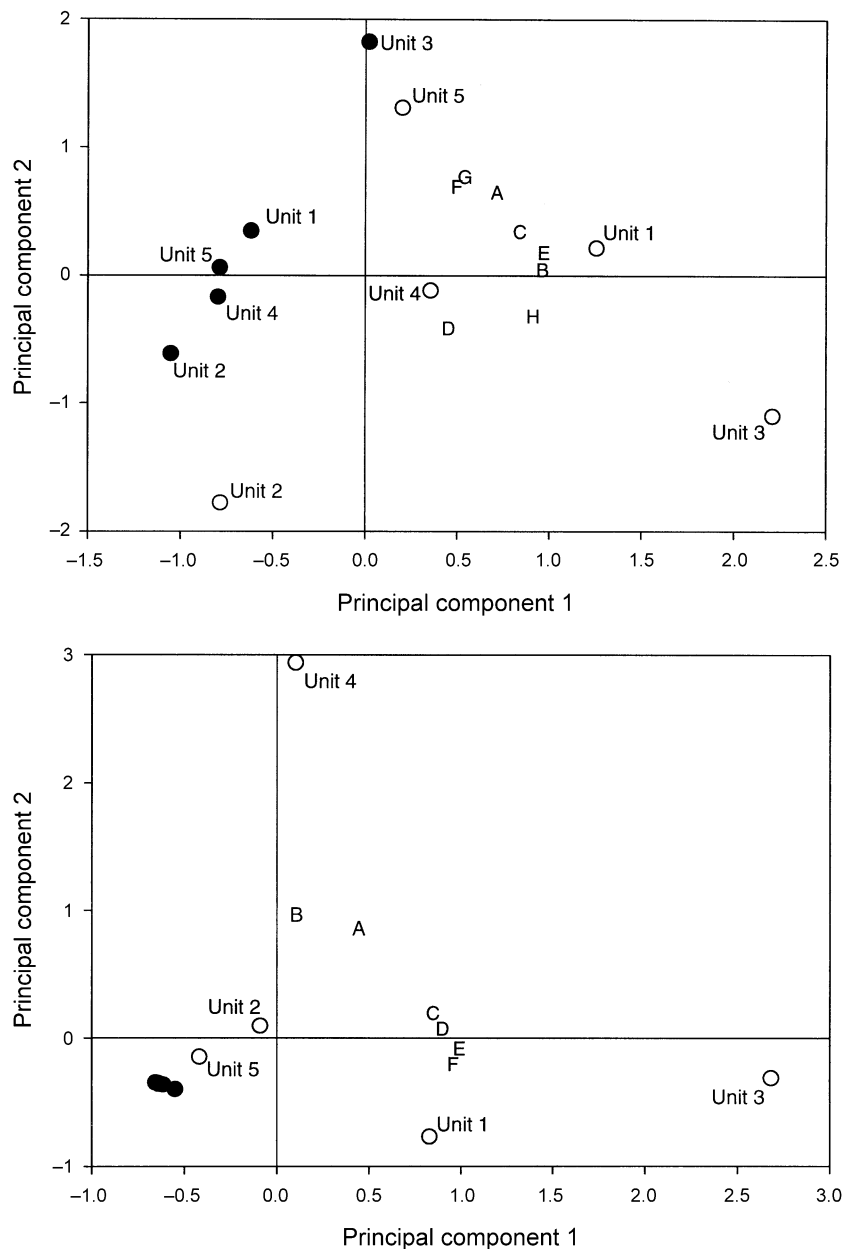 2
Unit 3
Unit 5
1
G
F
A
Unit 1
C
Unit 1
Unit 5
E
B
0
Unit 4
Unit 4
H
D
Unit 2
–1
Unit 3
Unit 2
–2
–1.5
–1.0
–0.5
0.0
0.5
1.0
1.5
2.0
2.5
Principal component 2
Principal component 1
3
Unit 4
2
1
B
A
Unit 2
C
D
0
E
Unit 5
F
Unit 3
Unit 1
–1
–1.0
–0.5
0.0
0.5
1.0
1.5
2.0
2.5
3.0
Principal component 2
Principal component 1